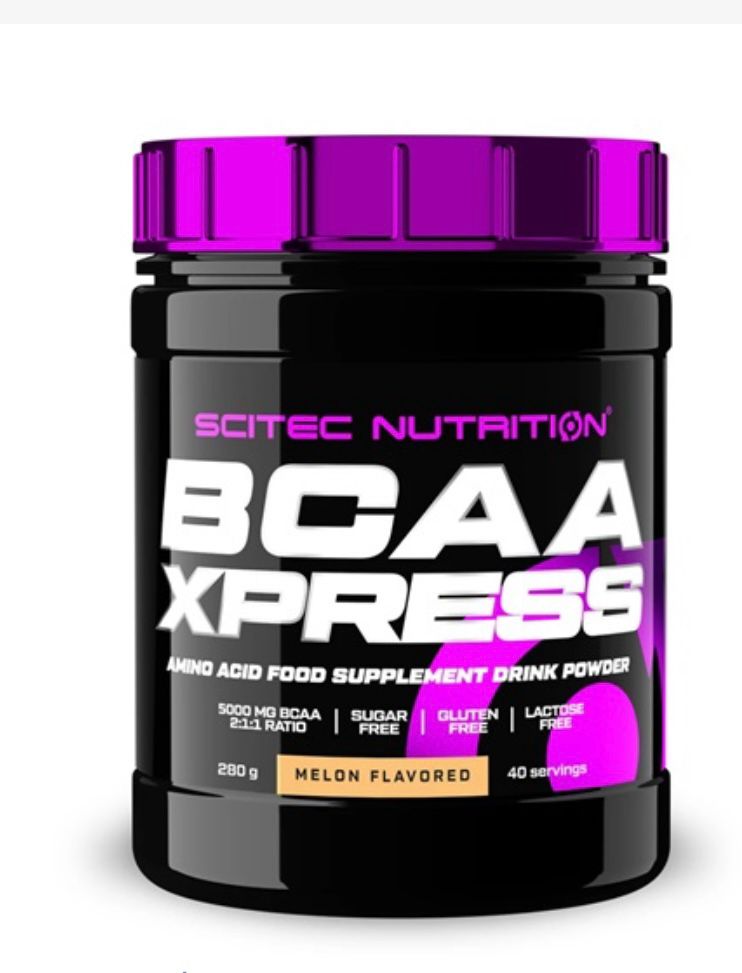 SCITEC NUTRITION®
BCAA
XPRESS
AMINO ACID FOOD SUPPLEMENT DRINK POWDER
5000 MG BCAA
2:1:1 RATIO
SUGAR
FREE
GLUTEN
FREE
LACTOSE
FREE
280 g
MELON FLAVORED
40 servings